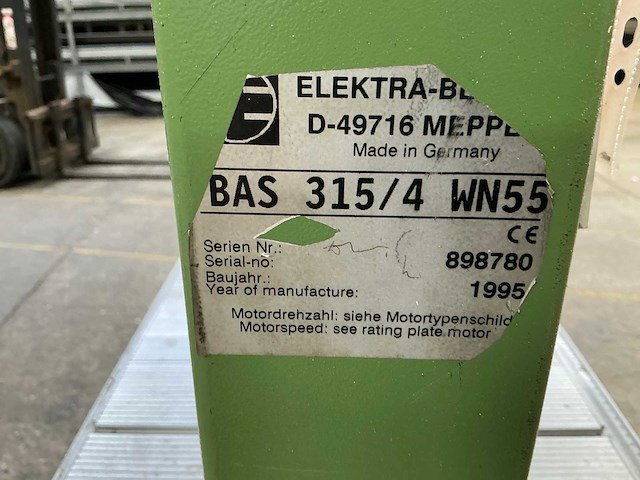 ELEKTRA-BE
D-49716 MEPPE
Made in Germany
BAS 315/4 WN55
CE
Serien Nr.:
Serial-no: 898780
Baujahr.:
Year of manufacture: 1995
Motordrehzahl: siehe Motortypenschild
Motorspeed: see rating plate motor